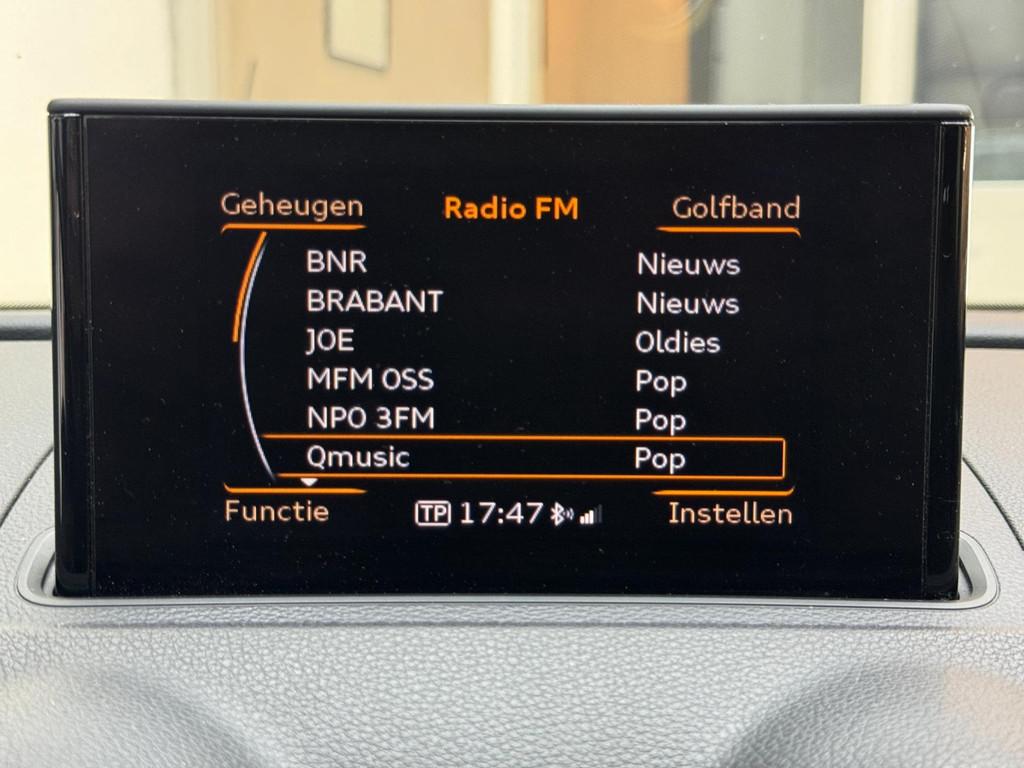 Geheugen Radio FM Golfband
BNR Nieuws
BRABANT Nieuws
JOE Oldies
MFM OSS Pop
NPO 3FM Pop
Qmusic Pop
Functie TP 17:47 Instellen